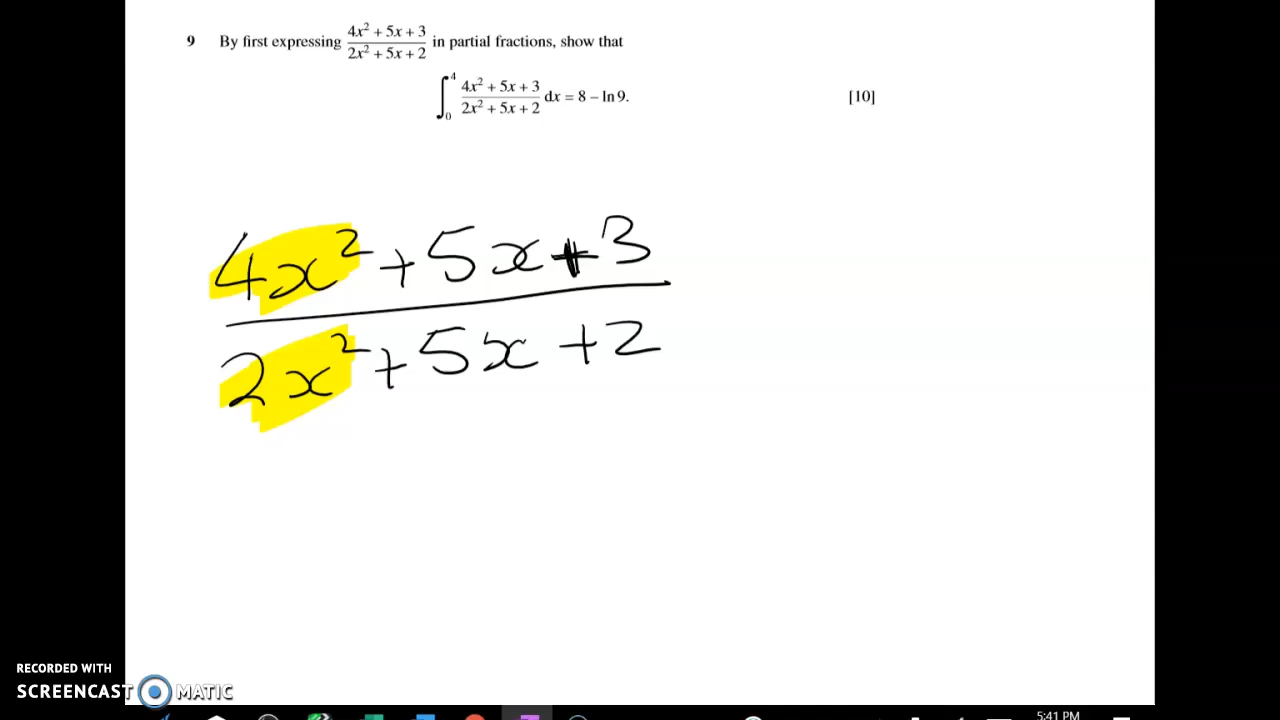 9 By first expressing (4x² + 5x + 3)/(2x² + 5x + 2) in partial fractions, show that
∫₀⁴ (4x² + 5x + 3)/(2x² + 5x + 2) dx = 8 − ln 9. [10]
4x² + 5x + 3
2x² + 5x + 2
RECORDED WITH
SCREENCAST MATIC
5:41 PM